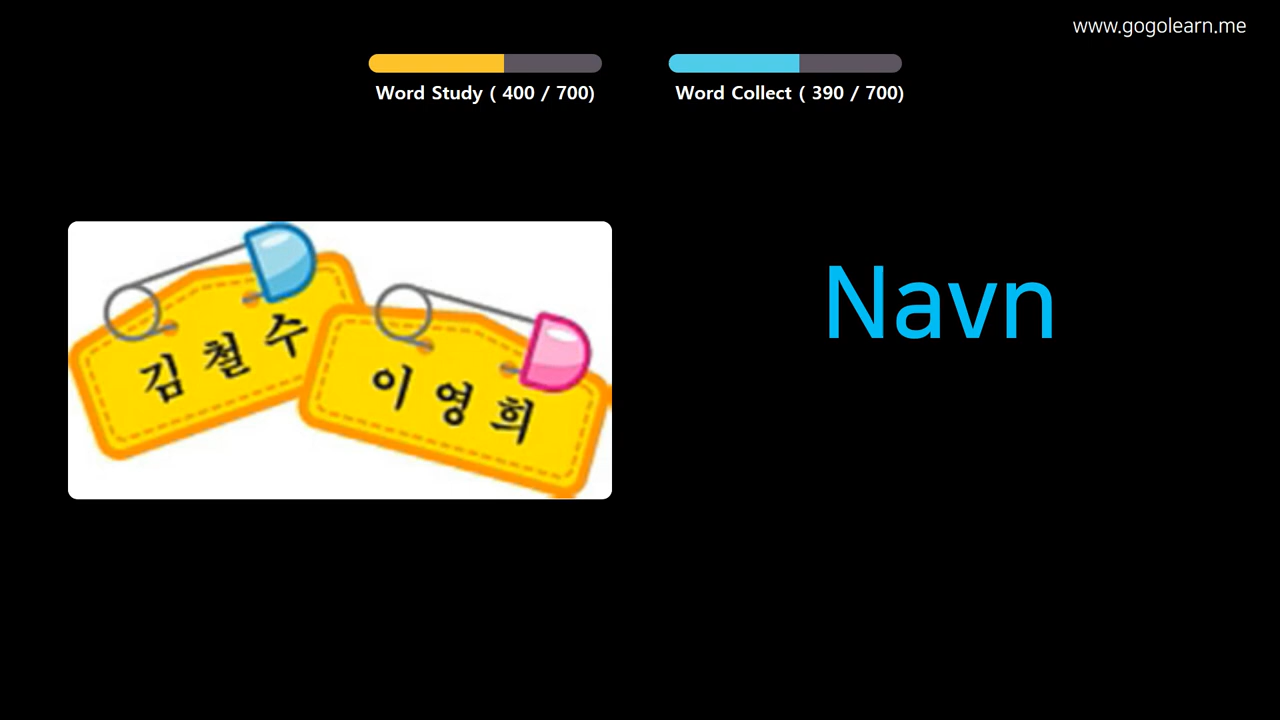 www.gogolearn.me
Word Study ( 400 / 700)
Word Collect ( 390 / 700)
김 철 수
이 영 희
Navn